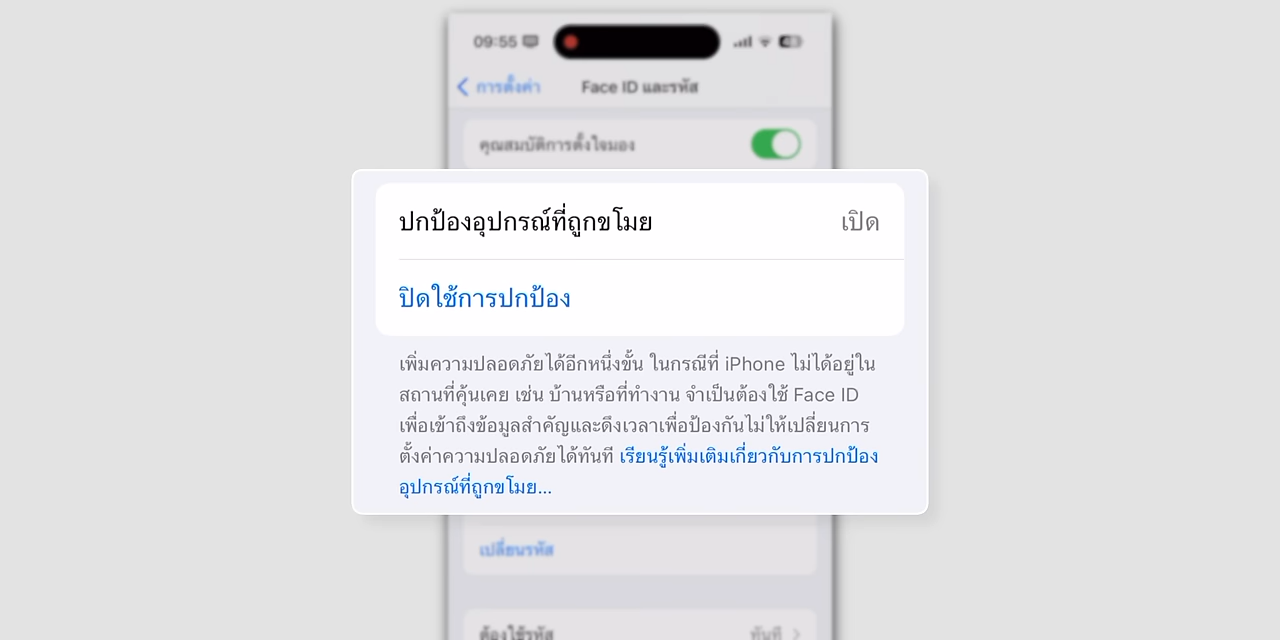 09:55
การตั้งค่า
Face ID และรหัส
คุณสมบัติการตั้งใจมอง
ปกป้องอุปกรณ์ที่ถูกขโมย
เปิด
ปิดใช้การปกป้อง
เพิ่มความปลอดภัยได้อีกหนึ่งขั้น ในกรณีที่ iPhone ไม่ได้อยู่ใน
สถานที่คุ้นเคย เช่น บ้านหรือที่ทำงาน จำเป็นต้องใช้ Face ID
เพื่อเข้าถึงข้อมูลสำคัญและดึงเวลาเพื่อป้องกันไม่ให้เปลี่ยนการ
ตั้งค่าความปลอดภัยได้ทันที เรียนรู้เพิ่มเติมเกี่ยวกับการปกป้อง
อุปกรณ์ที่ถูกขโมย...
เปลี่ยนรหัส
ต้องใช้รหัส
ทันที